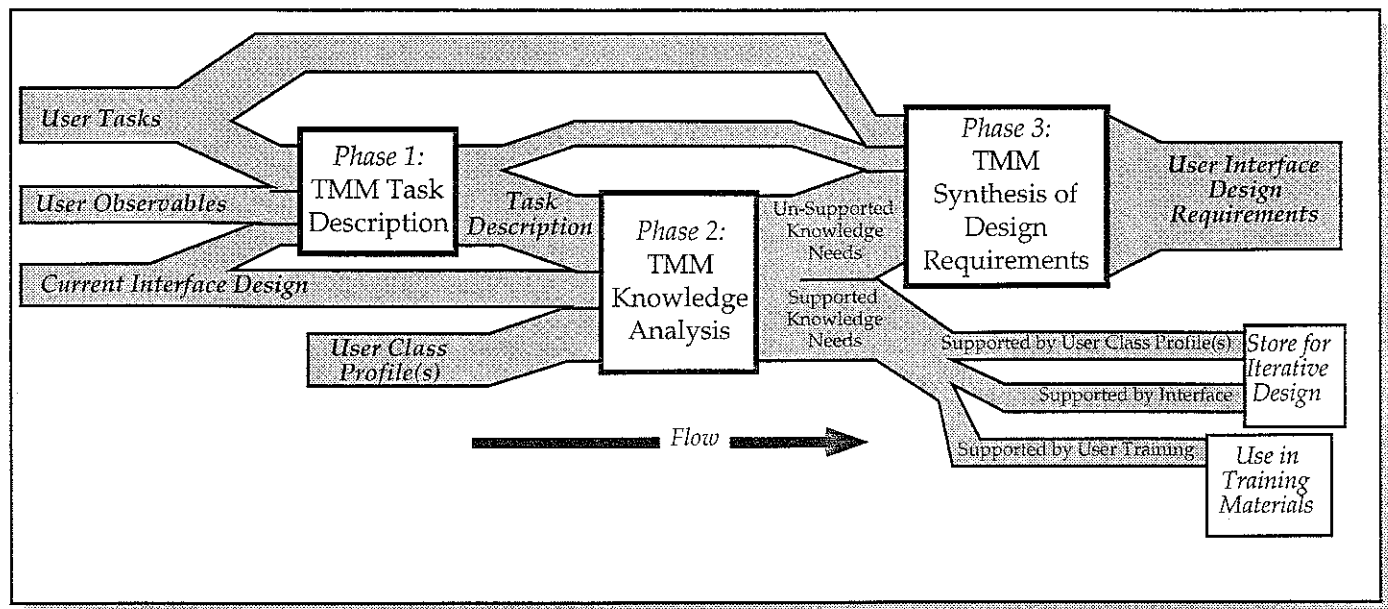 User Tasks
User Observables
Current Interface Design
User Class
Profile(s)
Phase 1:
TMM Task
Description
Task
Description
Phase 2:
TMM
Knowledge
Analysis
Un-Supported
Knowledge
Needs
Supported
Knowledge
Needs
Phase 3:
TMM
Synthesis of
Design
Requirements
User Interface
Design
Requirements
Supported by User Class Profile(s)
Supported by Interface
Supported by User Training
Store for
Iterative
Design
Use in
Training
Materials
Flow